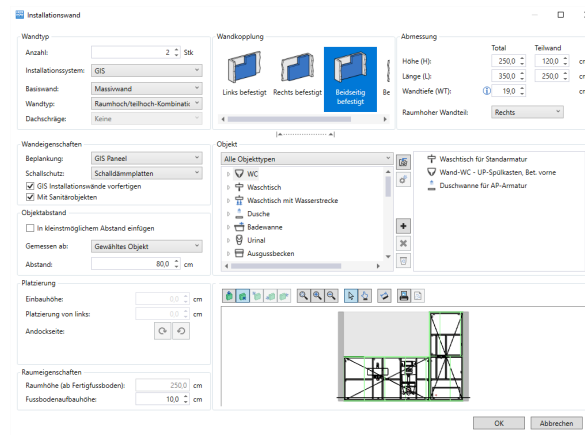 Installationswand
Wandtyp
Anzahl: 2 Stk
Installationssystem: GIS
Basiswand: Massivwand
Wandtyp: Raumhoch/teilhoch-Kombinatic
Dachschräge: Keine
Wandkopplung
Links befestigt Rechts befestigt Beidseitig befestigt Be
Abmessung
Total Teilwand
Höhe (H): 250,0 120,0 cm
Länge (L): 350,0 250,0 cm
Wandtiefe (WT): 19,0 cm
Raumhoher Wandteil: Rechts
Wandeigenschaften
Beplankung: GIS Paneel
Schallschutz: Schalldämmplatten
GIS Installationswände vorfertigen
Mit Sanitärobjekten
Objektabstand
In kleinstmöglichem Abstand einfügen
Gemessen ab: Gewähltes Objekt
Abstand: 80,0 cm
Objekt
Alle Objekttypen
WC
Waschtisch
Waschtisch mit Wasserstrecke
Dusche
Badewanne
Urinal
Ausgussbecken
Waschtisch für Standarmatur
Wand-WC - UP-Spülkasten, Bet. vorne
Duschwanne für AP-Armatur
Platzierung
Einbauhöhe: 0,0 cm
Platzierung von links: 0,0 cm
Andockseite:
Raumeigenschaften
Raumhöhe (ab Fertigfussboden): 250,0 cm
Fussbodenaufbauhöhe: 10,0 cm
OK Abbrechen